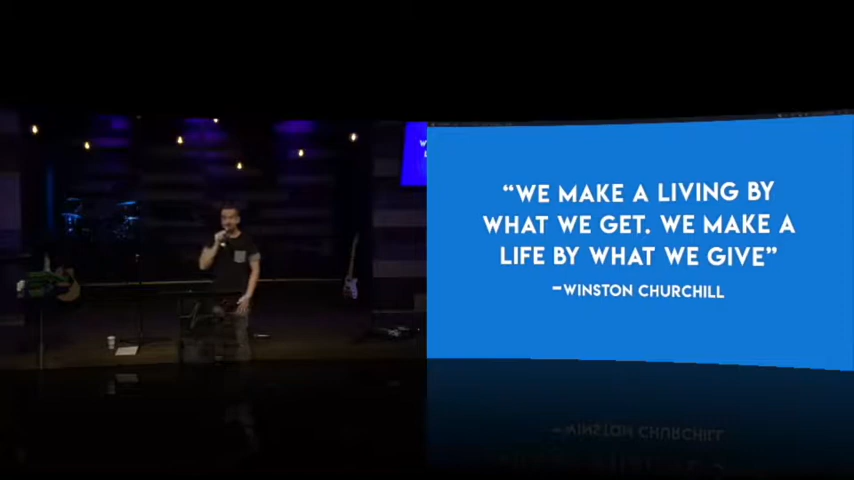 “WE MAKE A LIVING BY
WHAT WE GET. WE MAKE A
LIFE BY WHAT WE GIVE”
-WINSTON CHURCHILL